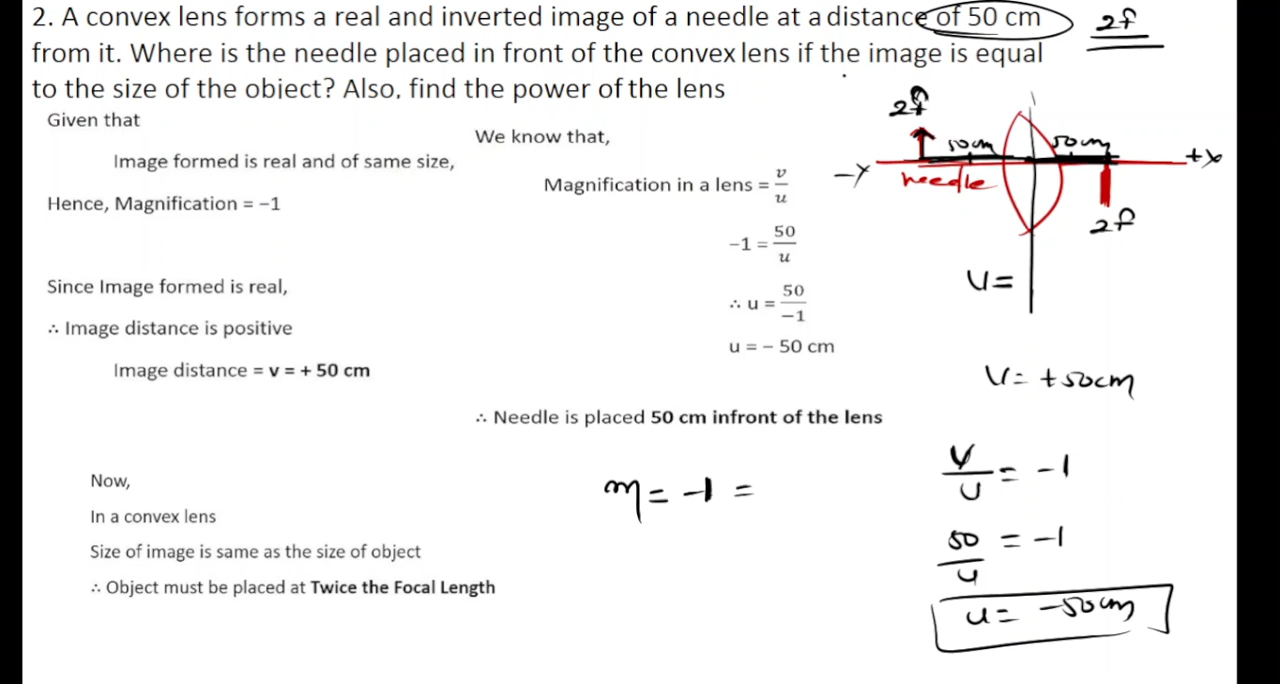 2. A convex lens forms a real and inverted image of a needle at a distance of 50 cm
from it. Where is the needle placed in front of the convex lens if the image is equal
to the size of the object? Also, find the power of the lens
2f
Given that
Image formed is real and of same size,
Hence, Magnification = −1
Since Image formed is real,
∴ Image distance is positive
Image distance = v = + 50 cm
We know that,
Magnification in a lens = v/u
−1 = 50/u
∴ u = 50/−1
u = − 50 cm
∴ Needle is placed 50 cm infront of the lens
Now,
In a convex lens
Size of image is same as the size of object
∴ Object must be placed at Twice the Focal Length
m = -1 =
2f
50cm 50cm
-x needle +x
2f
u=
v= +50cm
v/u = -1
50/u = -1
u= -50cm